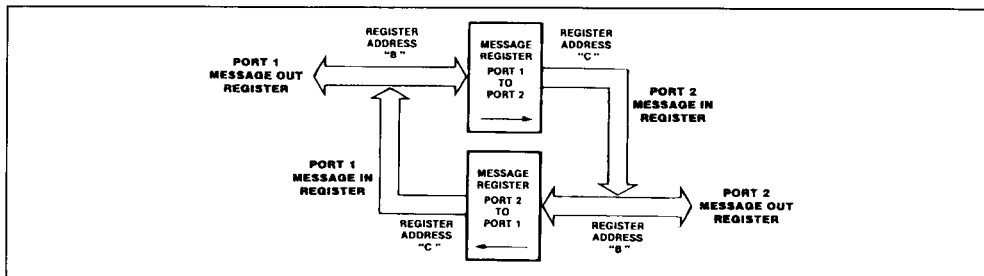 REGISTER
ADDRESS
"B"
PORT 1
MESSAGE OUT
REGISTER
MESSAGE
REGISTER
PORT 1
TO
PORT 2
REGISTER
ADDRESS
"C"
PORT 2
MESSAGE IN
REGISTER
PORT 1
MESSAGE IN
REGISTER
REGISTER
ADDRESS
"C"
MESSAGE
REGISTER
PORT 2
TO
PORT 1
REGISTER
ADDRESS
"B"
PORT 2
MESSAGE OUT
REGISTER